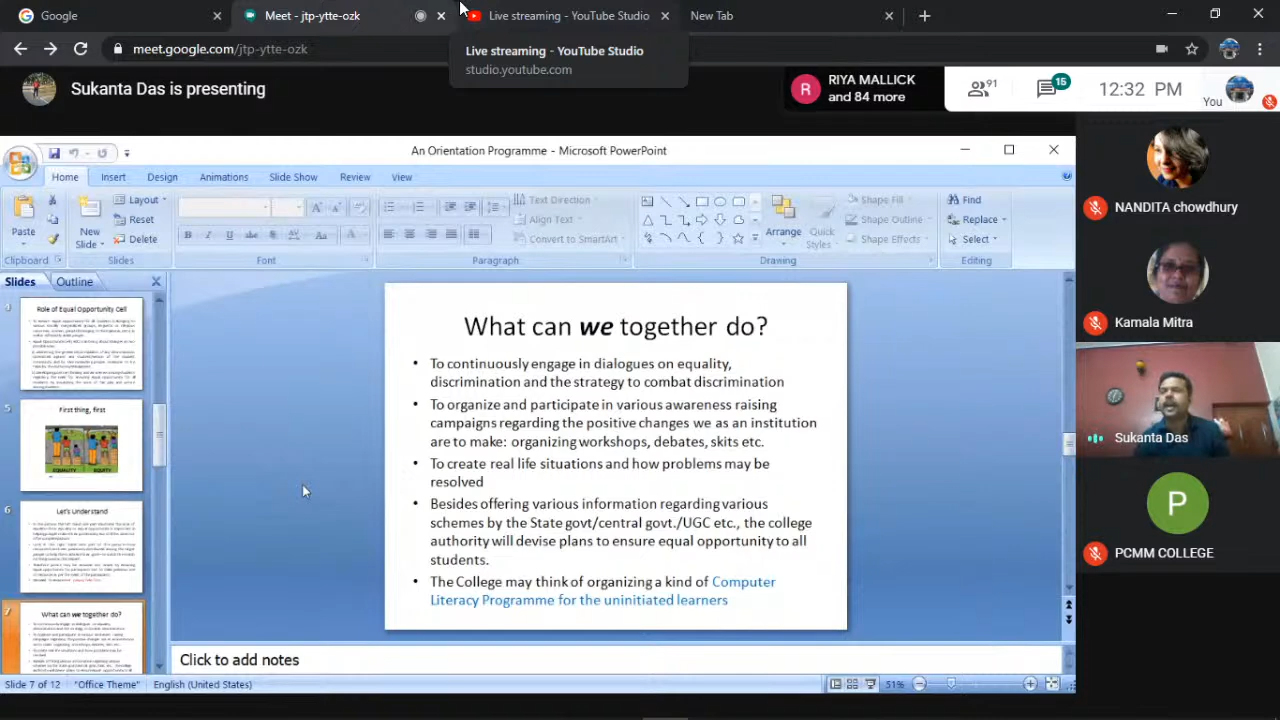 Google
Meet - jtp-ytte-ozk
Live streaming - YouTube Studio
New Tab
meet.google.com/jtp-ytte-ozk
Live streaming - YouTube Studio
studio.youtube.com
Sukanta Das is presenting
R
RIYA MALLICK
and 84 more
91
15
12:32 PM
You
An Orientation Programme - Microsoft PowerPoint
Home
Insert
Design
Animations
Slide Show
Review
View
Paste
New
Slide
Layout
Reset
Delete
Text Direction
Align Text
Convert to SmartArt
Arrange
Quick
Styles
Shape Fill
Shape Outline
Shape Effects
Find
Replace
Select
Clipboard
Slides
Font
Paragraph
Drawing
Editing
Slides
Outline
4
Role of Equal Opportunity Cell
5
First thing, first
EQUALITY
EQUITY
6
Let's Understand
7
What can we together do?
What can we together do?
• To continuously engage in dialogues on equality,
discrimination and the strategy to combat discrimination
• To organize and participate in various awareness raising
campaigns regarding the positive changes we as an institution
are to make: organizing workshops, debates, skits etc.
• To create real life situations and how problems may be
resolved
• Besides offering various information regarding various
schemes by the State govt/central govt./UGC etc., the college
authority will devise plans to ensure equal opportunity of all
students.
• The College may think of organizing a kind of Computer
Literacy Programme for the uninitiated learners
Click to add notes
Slide 7 of 12
"Office Theme"
English (United States)
51%
NANDITA chowdhury
Kamala Mitra
Sukanta Das
P
PCMM COLLEGE